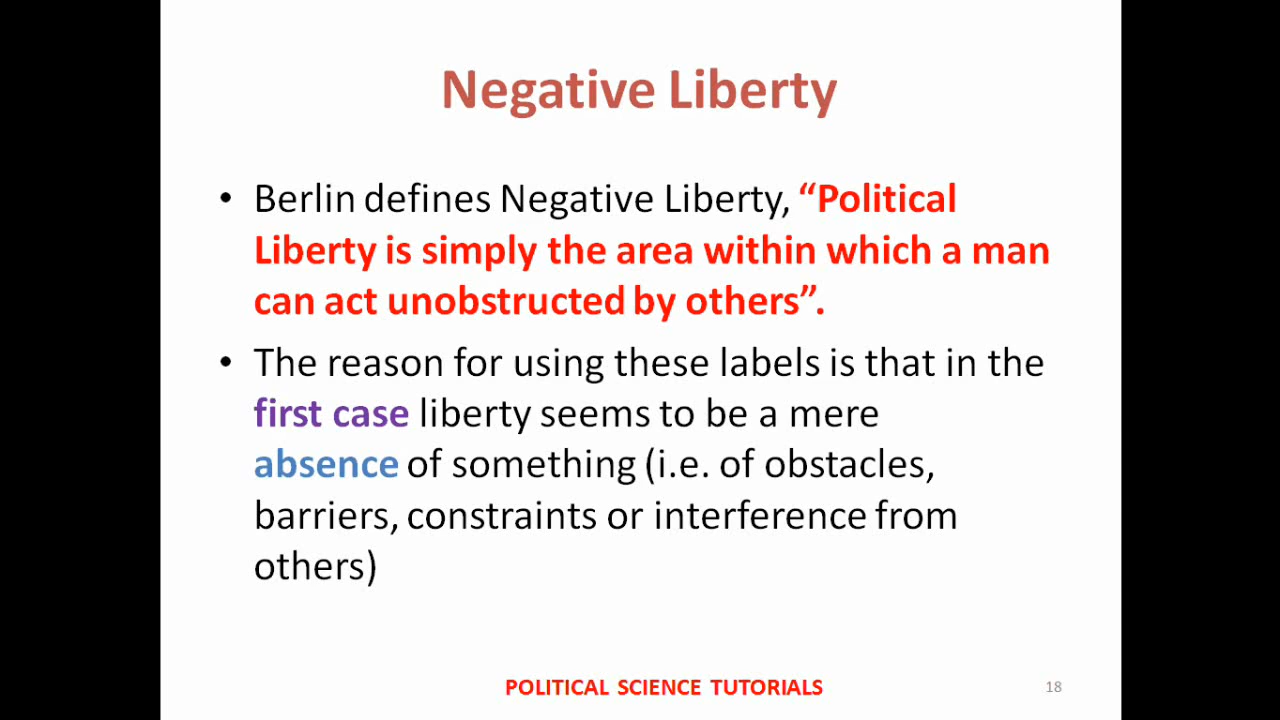 Negative Liberty
• Berlin defines Negative Liberty, “Political
Liberty is simply the area within which a man
can act unobstructed by others”.
• The reason for using these labels is that in the
first case liberty seems to be a mere
absence of something (i.e. of obstacles,
barriers, constraints or interference from
others)
POLITICAL SCIENCE TUTORIALS
18